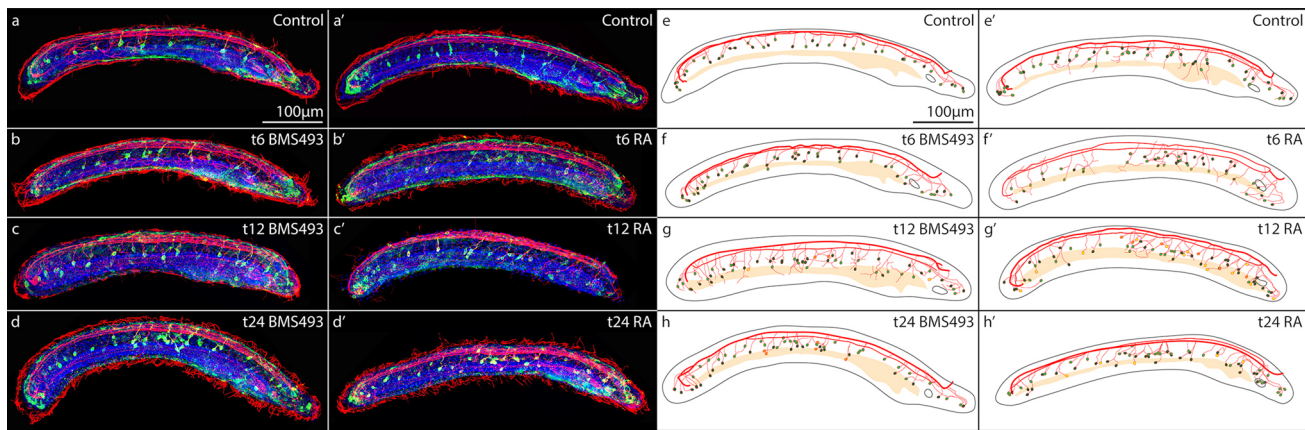 a Control a' Control e Control e' Control
100μm 100μm
b t6 BMS493 b' t6 RA f t6 BMS493 f' t6 RA
c t12 BMS493 c' t12 RA g t12 BMS493 g' t12 RA
d t24 BMS493 d' t24 RA h t24 BMS493 h' t24 RA